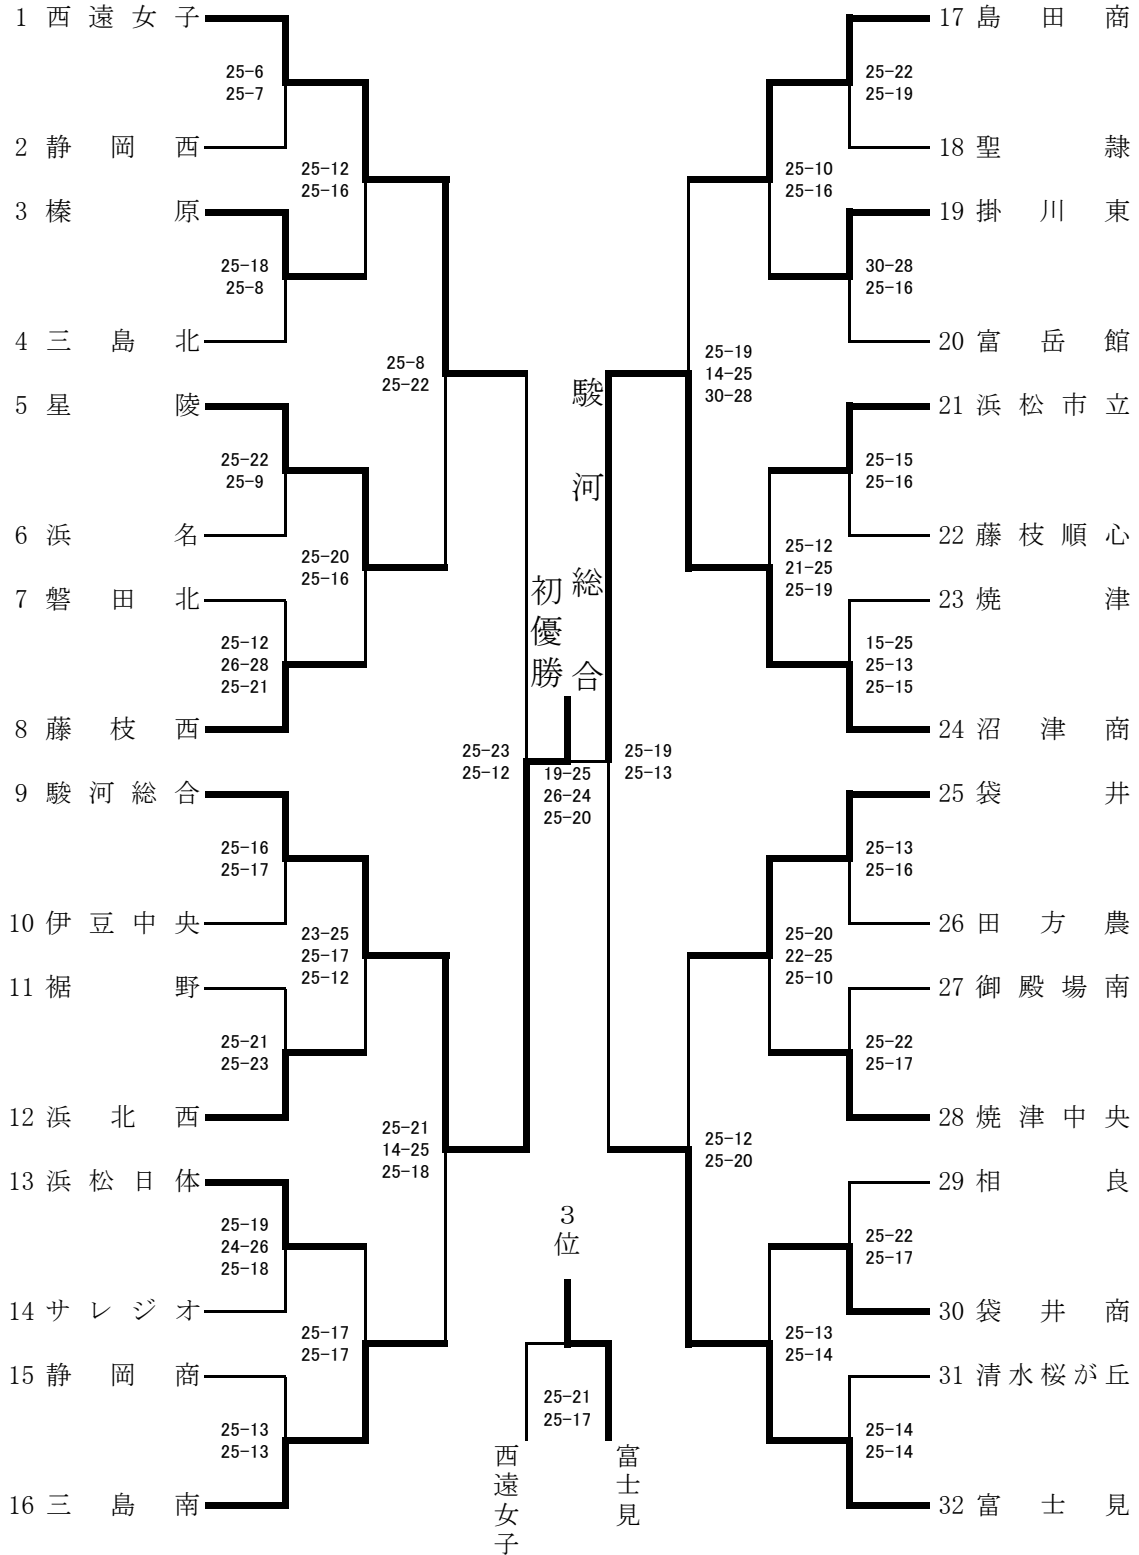 1 西遠女子
25-6
25-7
2 静岡西
25-12
25-16
3 榛原
25-18
25-8
4 三島北
25-8
25-22
5 星陵
25-22
25-9
6 浜名
25-20
25-16
7 磐田北
25-12
26-28
25-21
8 藤枝西
25-23
25-12
9 駿河総合
25-16
25-17
10 伊豆中央
23-25
25-17
25-12
11 裾野
25-21
25-23
12 浜北西
25-21
14-25
25-18
13 浜松日体
25-19
24-26
25-18
14 サレジオ
25-17
25-17
15 静岡商
25-13
25-13
16 三島南
駿河総合
初優勝
19-25
26-24
25-20
3位
25-21
25-17
西遠女子
富士見
17 島田商
25-22
25-19
18 聖隷
25-10
25-16
19 掛川東
30-28
25-16
20 富岳館
25-19
14-25
30-28
21 浜松市立
25-15
25-16
22 藤枝順心
25-12
21-25
25-19
23 焼津
15-25
25-13
25-15
24 沼津商
25-19
25-13
25 袋井
25-13
25-16
26 田方農
25-20
22-25
25-10
27 御殿場南
25-22
25-17
28 焼津中央
25-12
25-20
29 相良
25-22
25-17
30 袋井商
25-13
25-14
31 清水桜が丘
25-14
25-14
32 富士見